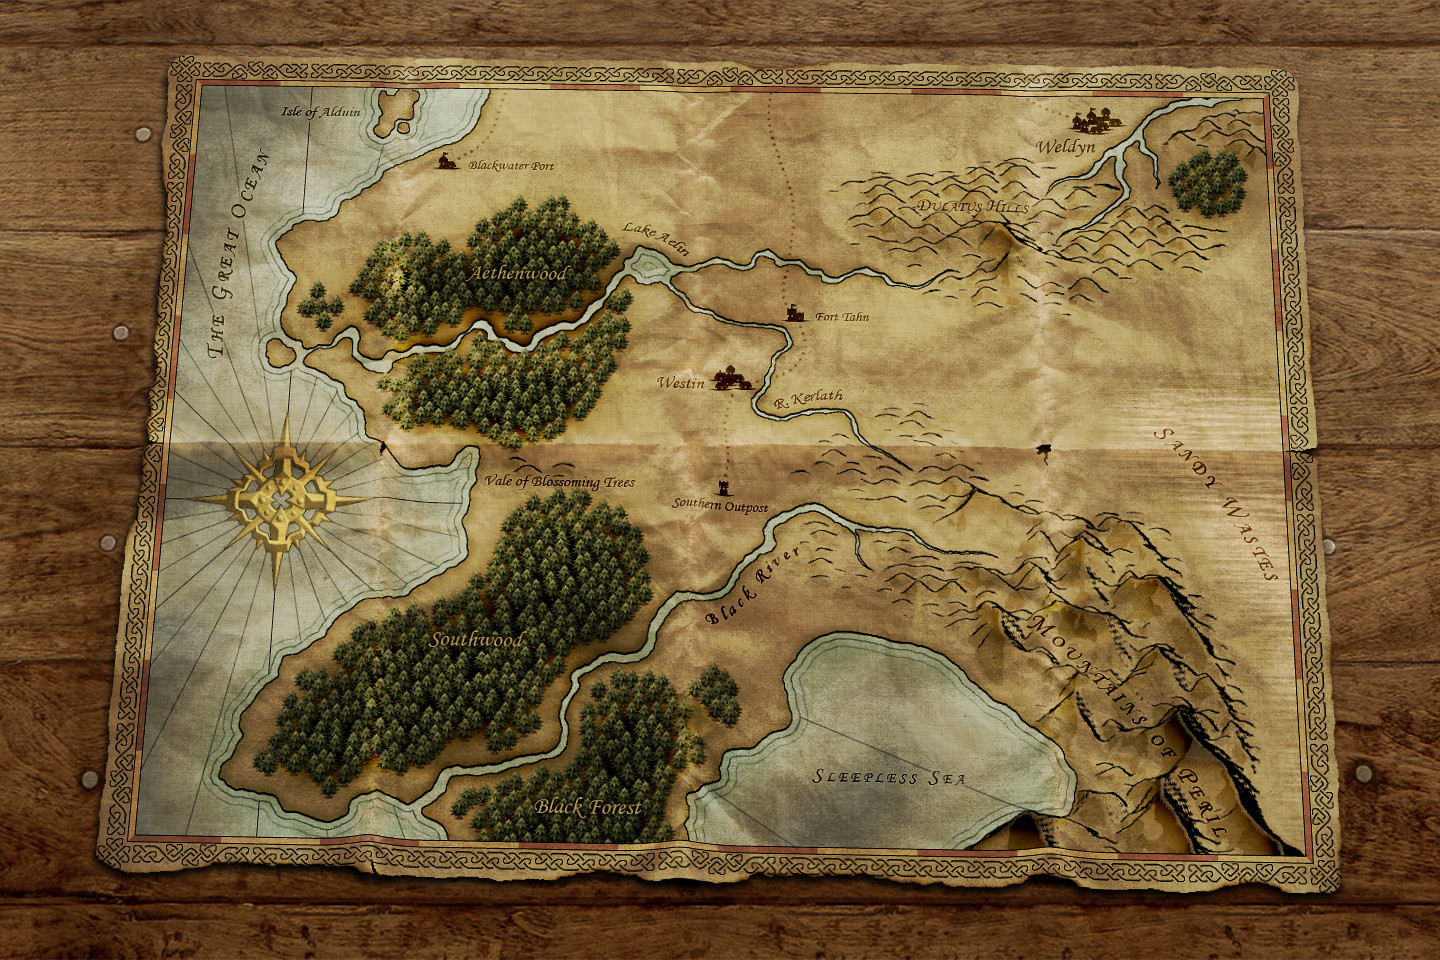 Isle of Alduin
Blackwater Port
Weldyn
THE GREAT OCEAN
DULATUS HILLS
Lake Aelin
Aethenwood
Fort Tahn
Westin
R. Kerlath
SANDY WASTES
Vale of Blossoming Trees
Southern Outpost
Black River
Southwood
MOUNTAINS OF PERIL
SLEEPLESS SEA
Black Forest